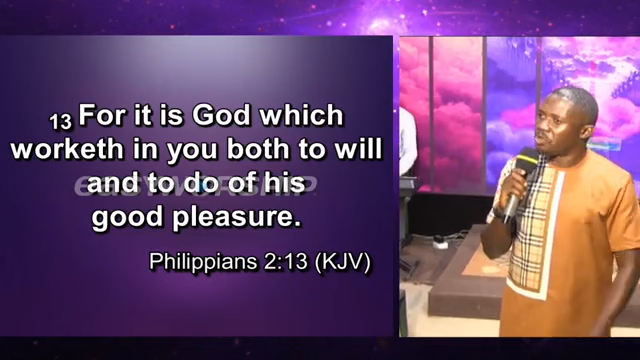 13 For it is God which
worketh in you both to will
and to do of his
good pleasure.
easyworship
Philippians 2:13 (KJV)